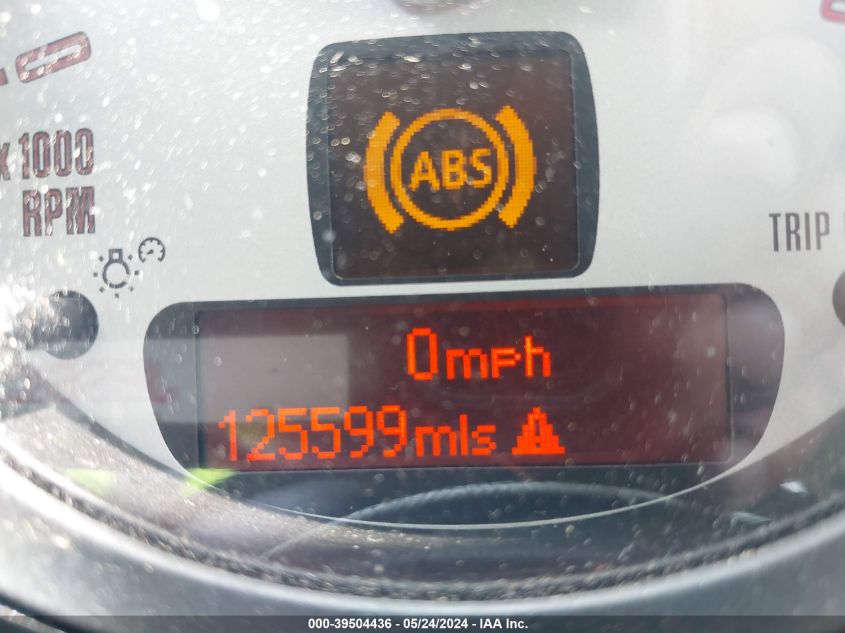 x1000
RPM
ABS
TRIP
0mph
125599mls
000-39504436 - 05/24/2024 - IAA Inc.